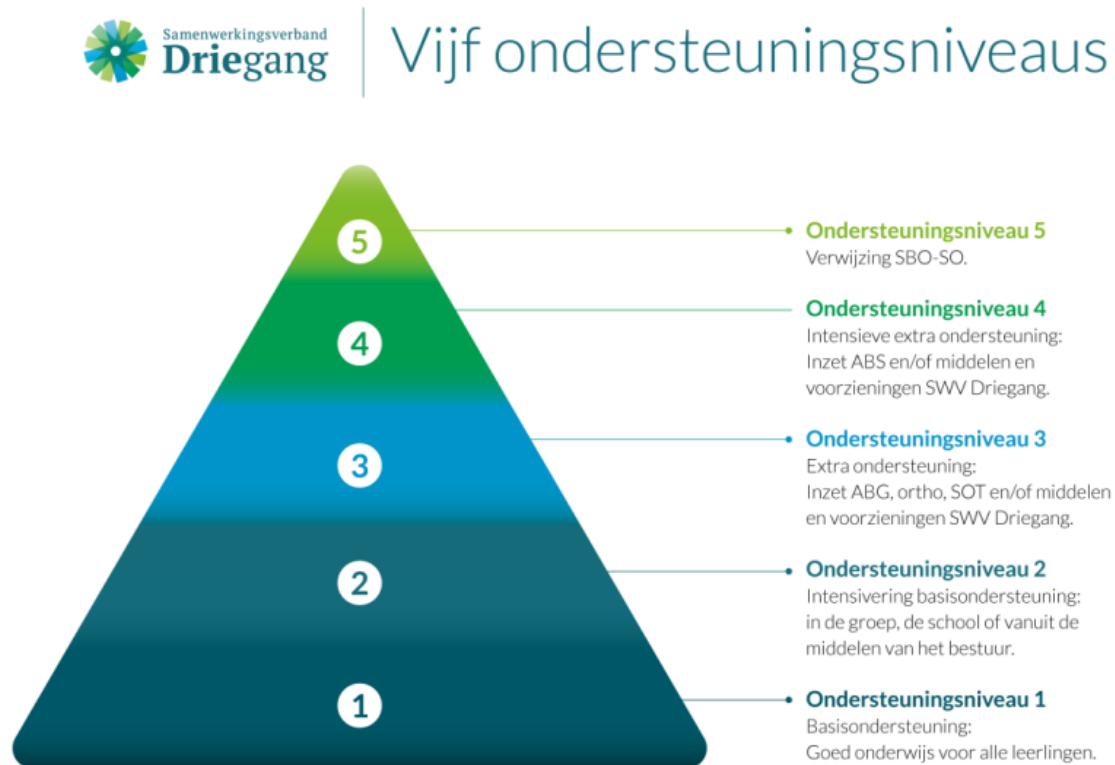 Samenwerkingsverband
Driegang
Vijf ondersteuningsniveaus
5
Ondersteuningsniveau 5
Verwijzing SBO-SO.
4
Ondersteuningsniveau 4
Intensieve extra ondersteuning:
Inzet ABS en/of middelen en
voorzieningen SWV Driegang.
3
Ondersteuningsniveau 3
Extra ondersteuning:
Inzet ABG, ortho, SOT en/of middelen
en voorzieningen SWV Driegang.
2
Ondersteuningsniveau 2
Intensivering basisondersteuning:
in de groep, de school of vanuit de
middelen van het bestuur.
1
Ondersteuningsniveau 1
Basisondersteuning:
Goed onderwijs voor alle leerlingen.